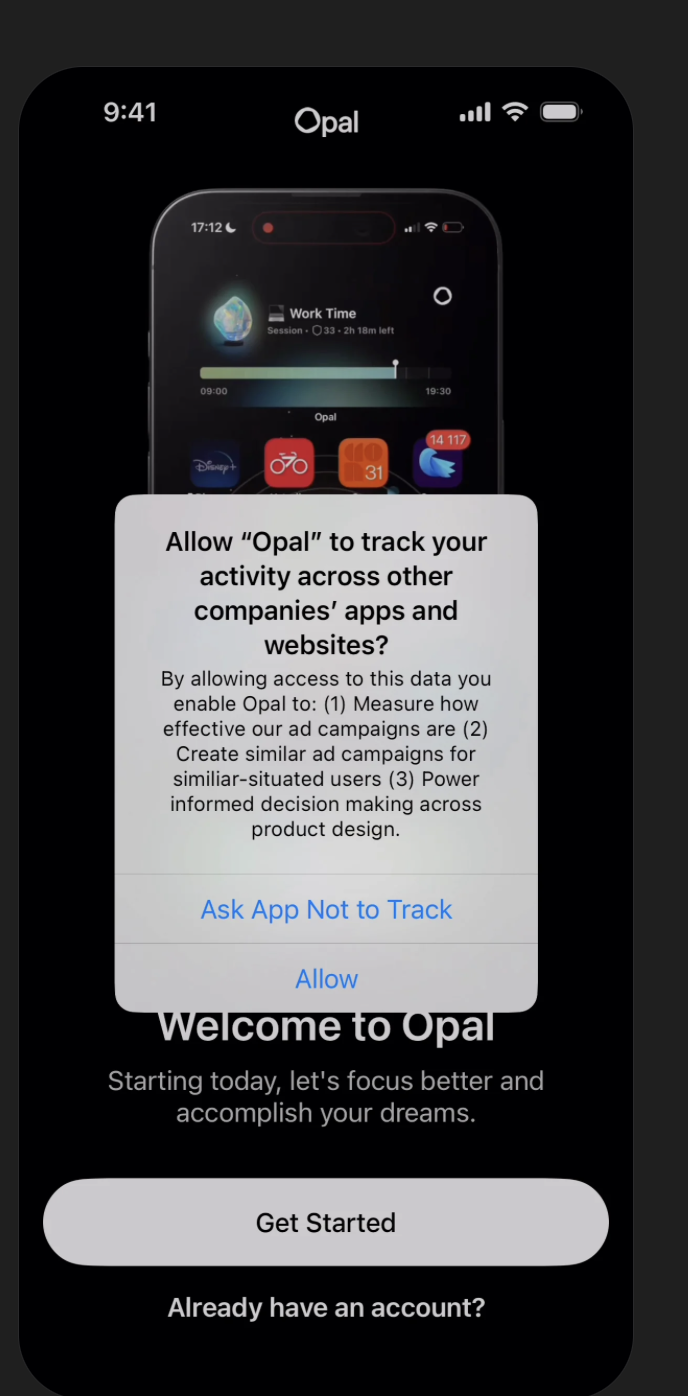 9:41
Opal
17:12
Work Time
Session • 33 • 2h 18m left
09:00
19:30
Opal
Disney+
31
14 117
Allow “Opal” to track your
activity across other
companies’ apps and
websites?
By allowing access to this data you
enable Opal to: (1) Measure how
effective our ad campaigns are (2)
Create similar ad campaigns for
similiar-situated users (3) Power
informed decision making across
product design.
Ask App Not to Track
Allow
Welcome to Opal
Starting today, let's focus better and
accomplish your dreams.
Get Started
Already have an account?